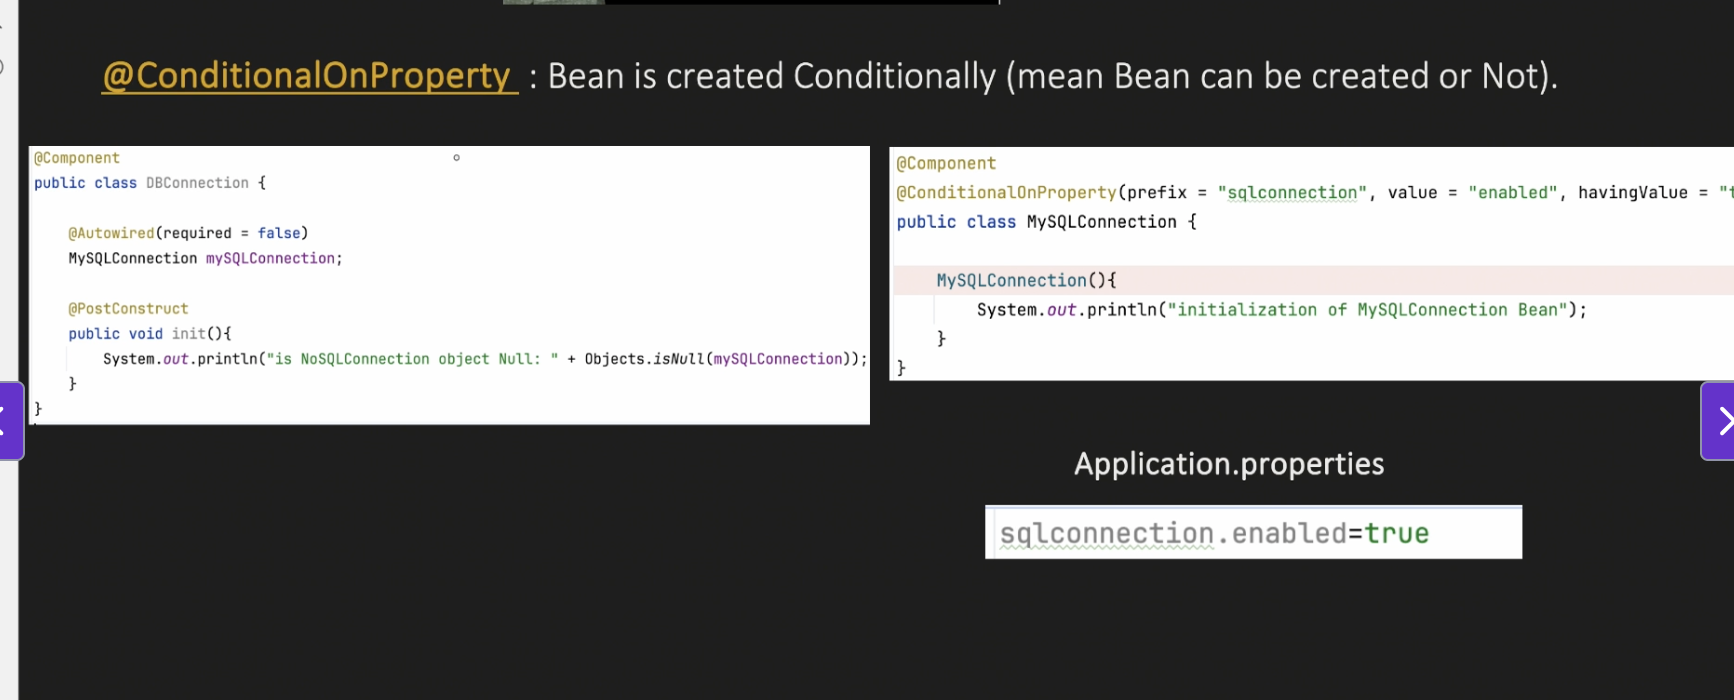 @ConditionalOnProperty : Bean is created Conditionally (mean Bean can be created or Not).
@Component
public class DBConnection {
@Autowired(required = false)
MySQLConnection mySQLConnection;
@PostConstruct
public void init(){
System.out.println("is NoSQLConnection object Null: " + Objects.isNull(mySQLConnection));
}
}
@Component
@ConditionalOnProperty(prefix = "sqlconnection", value = "enabled", havingValue = "t
public class MySQLConnection {
MySQLConnection(){
System.out.println("initialization of MySQLConnection Bean");
}
}
Application.properties
sqlconnection.enabled=true